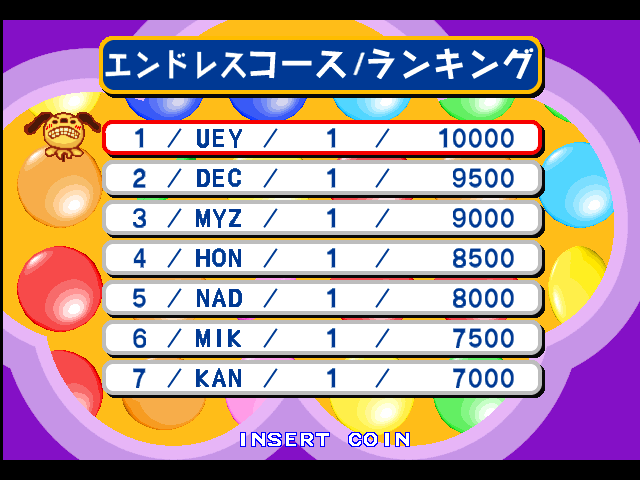 エンドレスコース/ランキング
1 / UEY / 1 / 10000
2 / DEC / 1 / 9500
3 / MYZ / 1 / 9000
4 / HON / 1 / 8500
5 / NAD / 1 / 8000
6 / MIK / 1 / 7500
7 / KAN / 1 / 7000
INSERT COIN